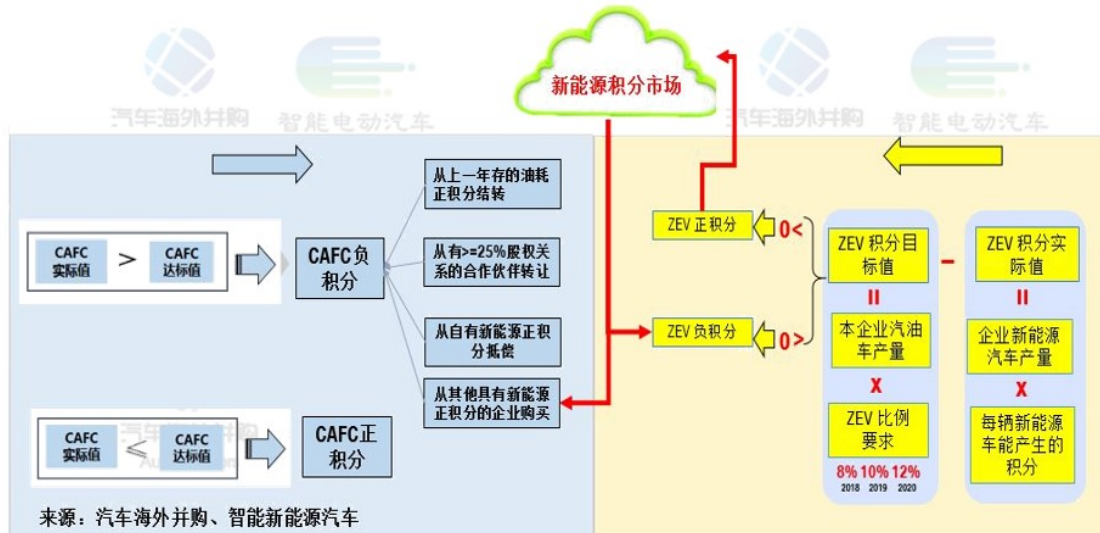 新能源积分市场
汽车海外并购
智能电动汽车
汽车海外并购
智能电动汽车
CAFC
实际值
>
CAFC
达标值
CAFC负
积分
从上一年存的油耗
正积分结转
从有>=25%股权关
系的合作伙伴转让
从自有新能源正积
分抵偿
从其他具有新能源
正积分的企业购买
CAFC
实际值
≤
CAFC
达标值
CAFC正
积分
来源：汽车海外并购、智能新能源汽车
ZEV 正积分
0<
ZEV 负积分
0>
ZEV 积分目
标值
=
本企业汽油
车产量
X
ZEV 比例
要求
8% 10% 12%
2018 2019 2020
-
ZEV 积分实
际值
=
企业新能源
汽车产量
X
每辆新能源
车能产生的
积分